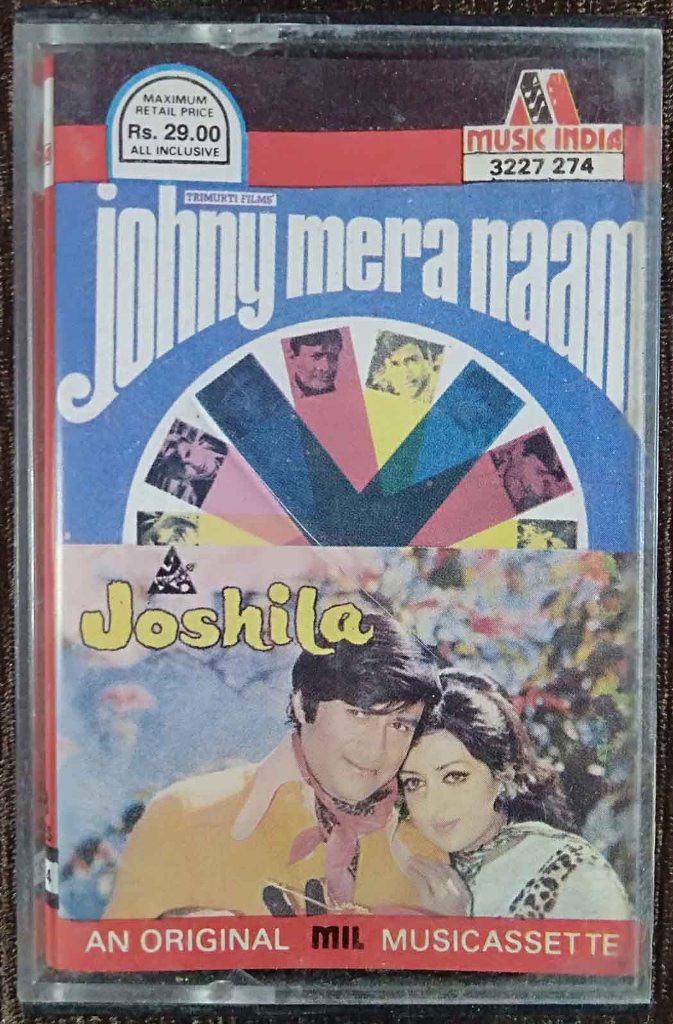 MAXIMUM
RETAIL PRICE
Rs. 29.00
ALL INCLUSIVE
MUSIC INDIA
3227 274
TRIMURTI FILMS'
johny mera naam
Joshila
4
AN ORIGINAL MIL MUSICASSETTE